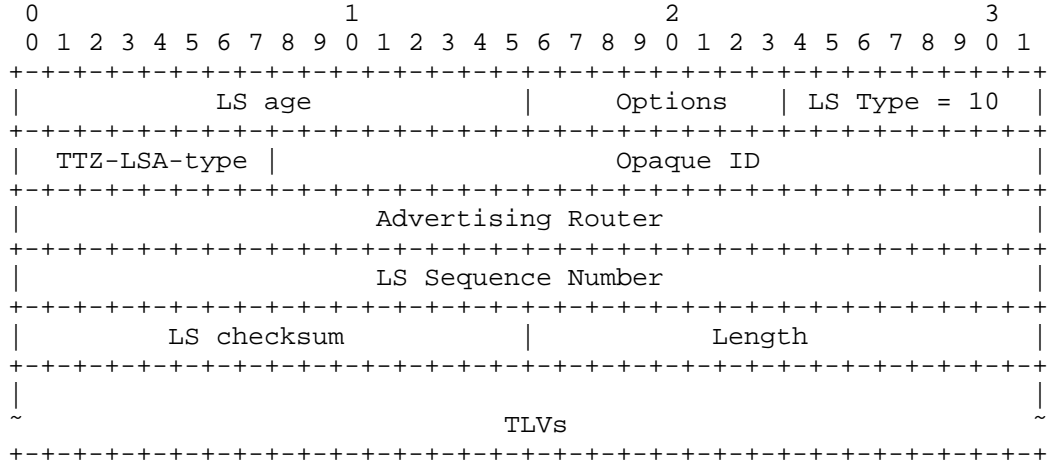 0                   1                   2                   3
 0 1 2 3 4 5 6 7 8 9 0 1 2 3 4 5 6 7 8 9 0 1 2 3 4 5 6 7 8 9 0 1
+-+-+-+-+-+-+-+-+-+-+-+-+-+-+-+-+-+-+-+-+-+-+-+-+-+-+-+-+-+-+-+-+
|            LS age             |     Options   | LS Type = 10  |
+-+-+-+-+-+-+-+-+-+-+-+-+-+-+-+-+-+-+-+-+-+-+-+-+-+-+-+-+-+-+-+-+
|  TTZ-LSA-type |                     Opaque ID                 |
+-+-+-+-+-+-+-+-+-+-+-+-+-+-+-+-+-+-+-+-+-+-+-+-+-+-+-+-+-+-+-+-+
|                      Advertising Router                       |
+-+-+-+-+-+-+-+-+-+-+-+-+-+-+-+-+-+-+-+-+-+-+-+-+-+-+-+-+-+-+-+-+
|                      LS Sequence Number                       |
+-+-+-+-+-+-+-+-+-+-+-+-+-+-+-+-+-+-+-+-+-+-+-+-+-+-+-+-+-+-+-+-+
|         LS checksum           |           Length              |
+-+-+-+-+-+-+-+-+-+-+-+-+-+-+-+-+-+-+-+-+-+-+-+-+-+-+-+-+-+-+-+-+
|                                                               |
~                              TLVs                             ~
+-+-+-+-+-+-+-+-+-+-+-+-+-+-+-+-+-+-+-+-+-+-+-+-+-+-+-+-+-+-+-+-+